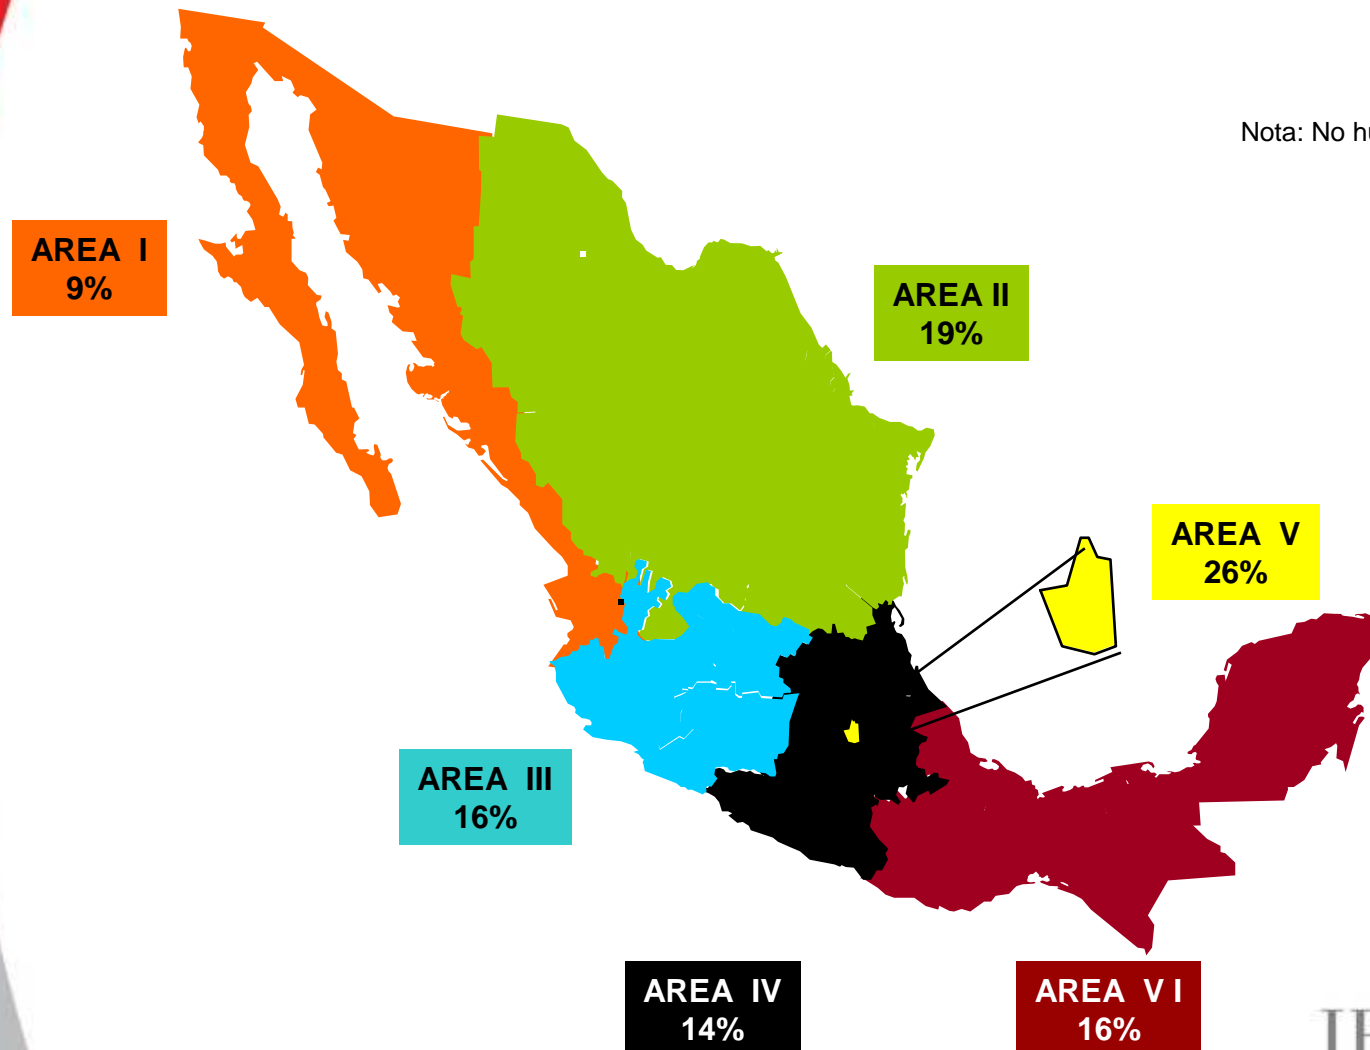 Nota: No
AREA I
9%
AREA II
19%
AREA V
26%
AREA III
16%
AREA IV
14%
AREA V I
16%